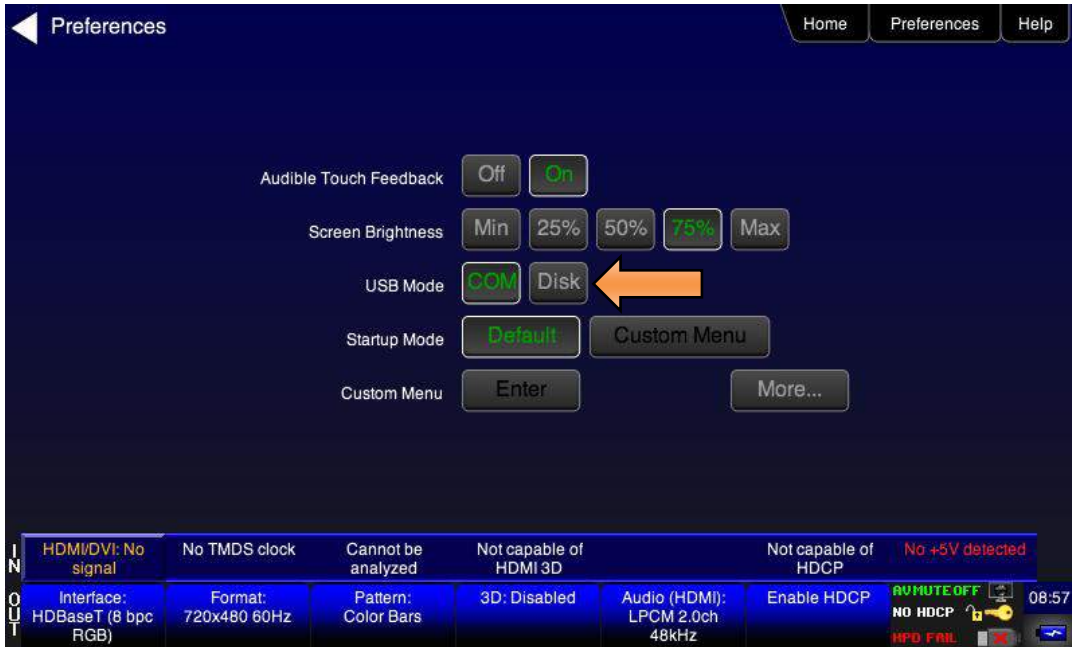 Preferences
Home Preferences Help
Audible Touch Feedback Off On
Screen Brightness Min 25% 50% 75% Max
USB Mode COM Disk
Startup Mode Default Custom Menu
Custom Menu Enter More...
IN
HDMI/DVI: No signal
No TMDS clock
Cannot be analyzed
Not capable of HDMI 3D
Not capable of HDCP
No +5V detected
OUT
Interface: HDBaseT (8 bpc RGB)
Format: 720x480 60Hz
Pattern: Color Bars
3D: Disabled
Audio (HDMI): LPCM 2.0ch 48kHz
Enable HDCP
AVMUTE OFF
NO HDCP
HPD FAIL
08:57